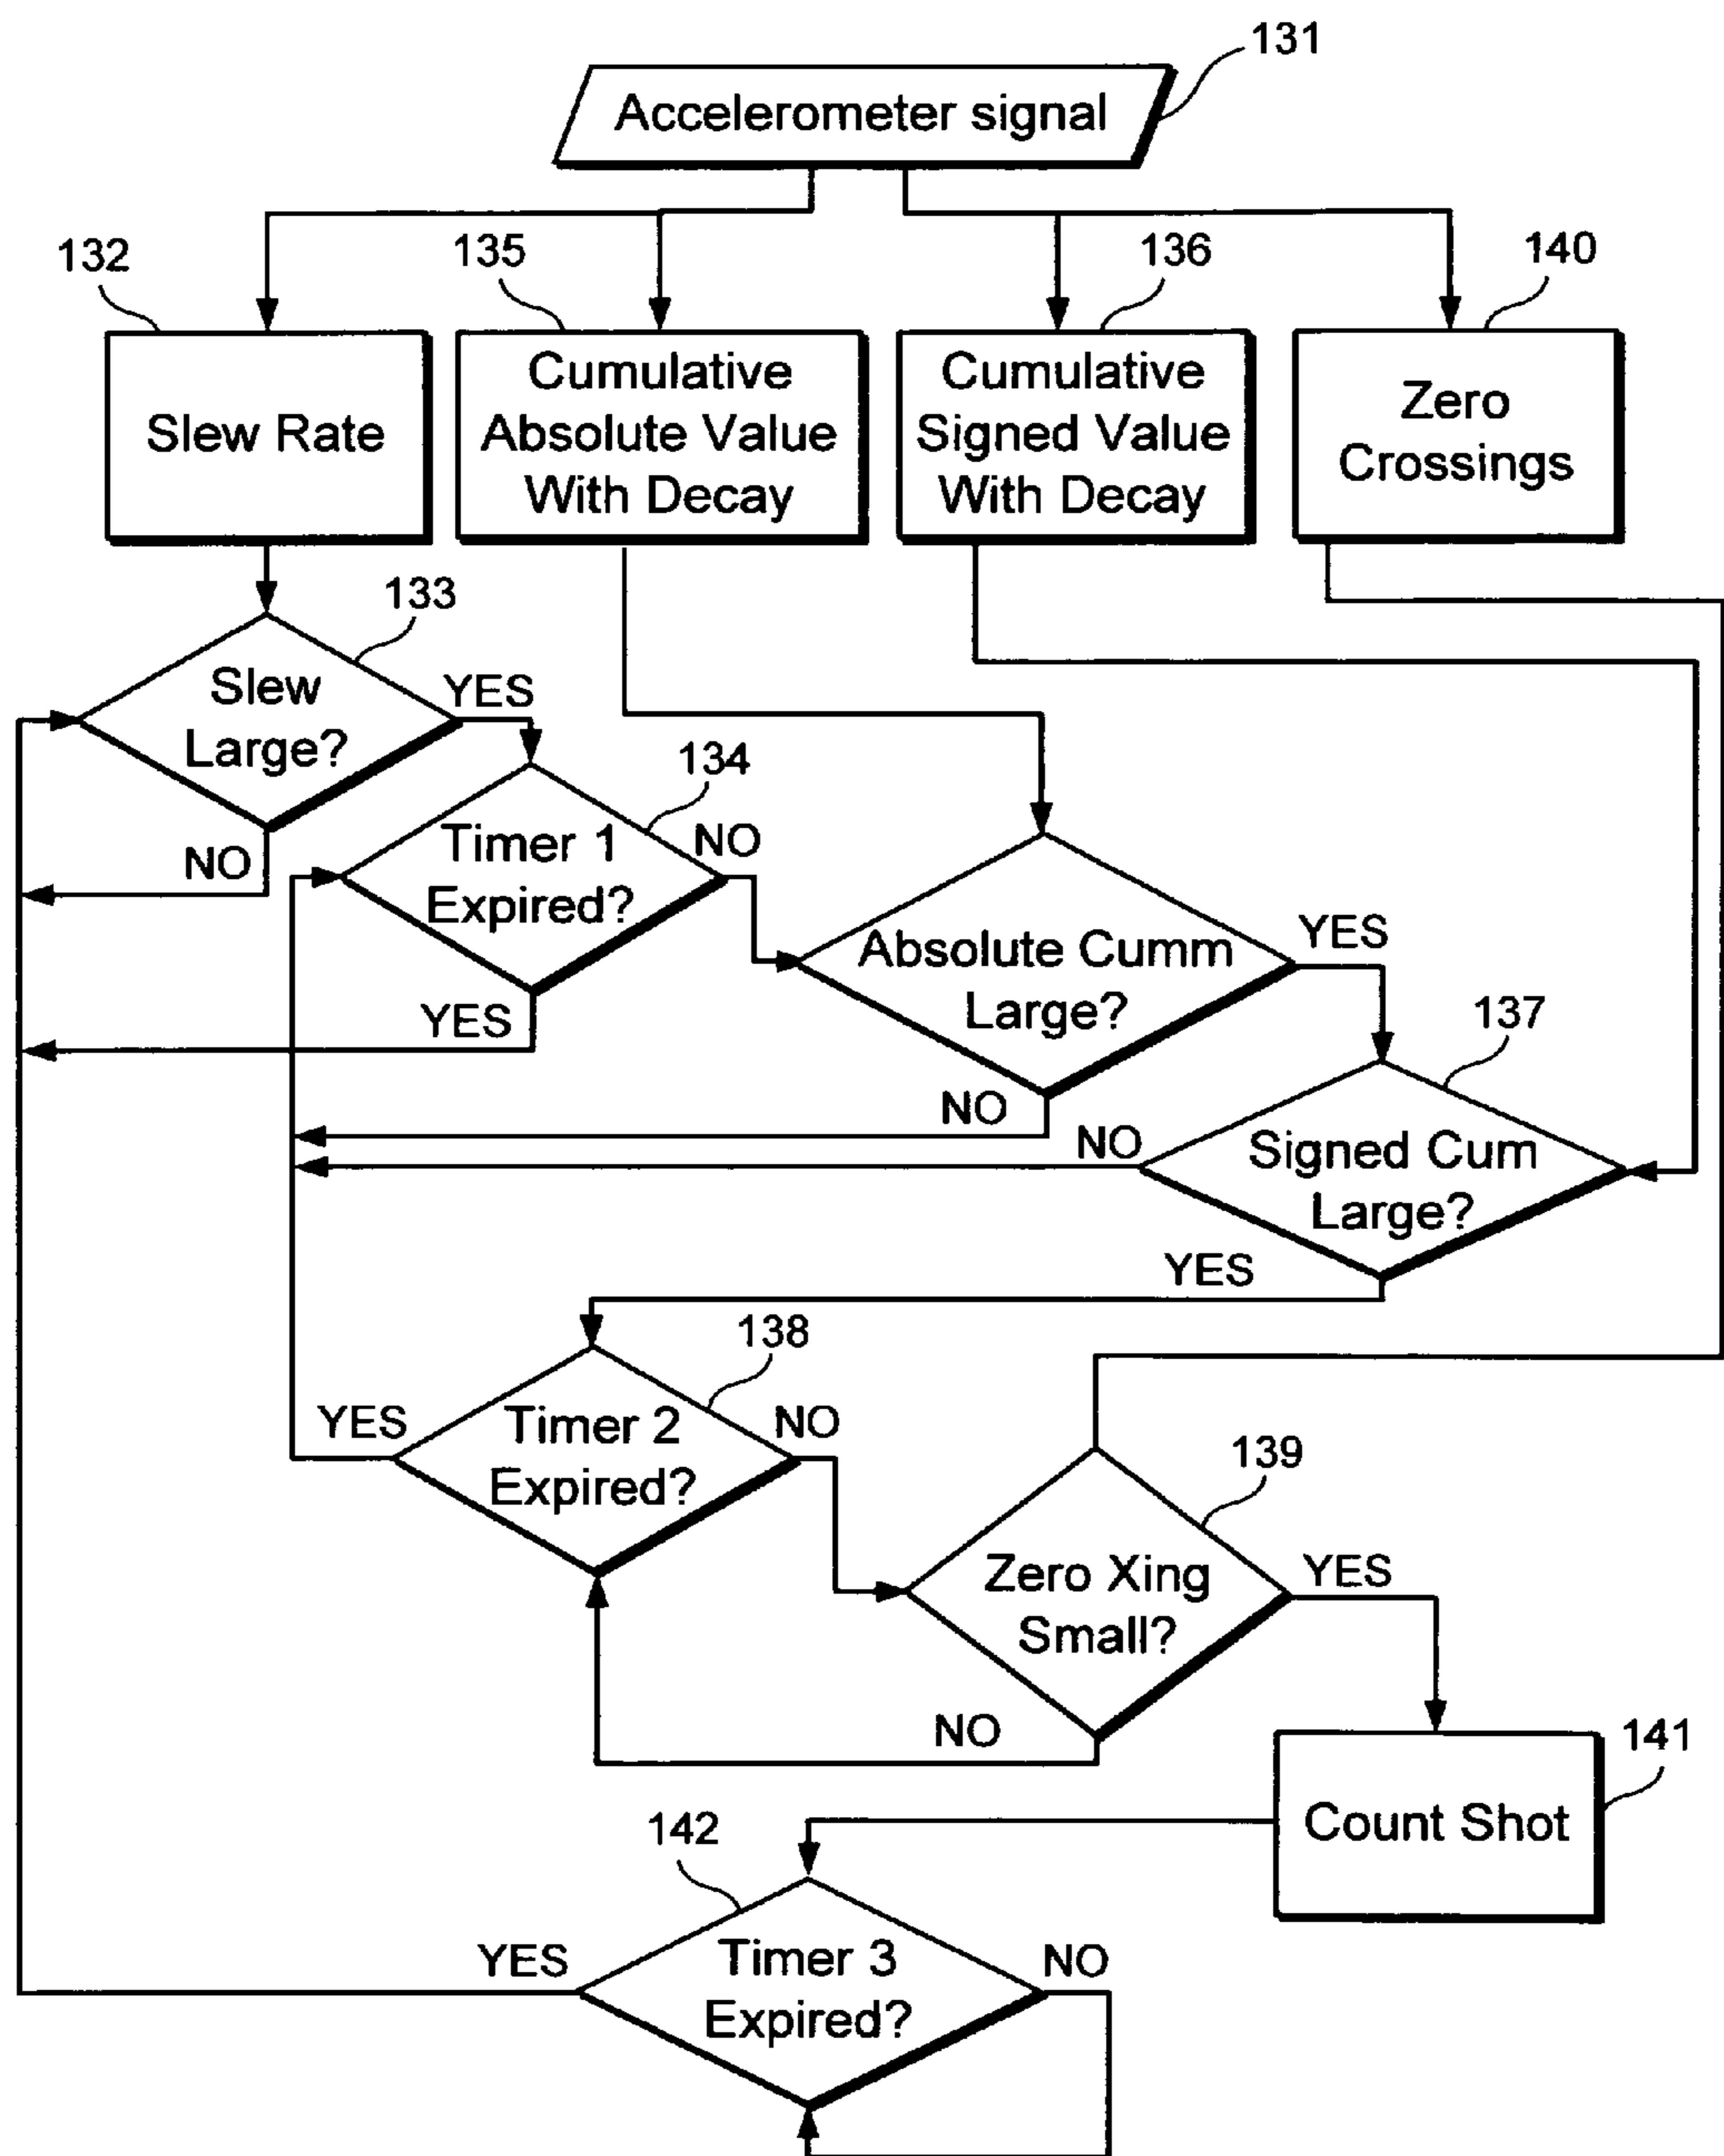 131
Accelerometer signal
132
135
136
140
Slew Rate
Cumulative
Absolute Value
With Decay
Cumulative
Signed Value
With Decay
Zero
Crossings
133
Slew
Large?
YES
NO
134
Timer 1
Expired?
NO
YES
Absolute Cumm
Large?
YES
NO
137
Signed Cum
Large?
NO
YES
138
Timer 2
Expired?
YES
NO
139
Zero Xing
Small?
YES
NO
141
Count Shot
142
Timer 3
Expired?
YES
NO